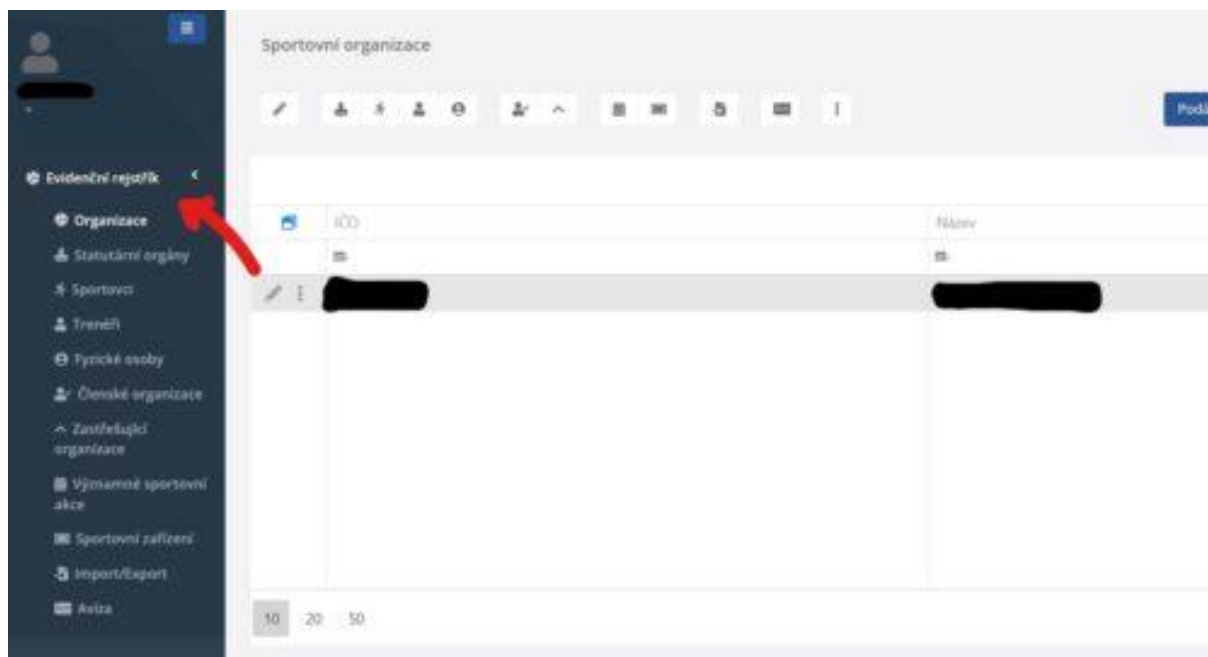 Sportovní organizace
Podá
Evidenční rejstřík
Organizace
Statutární orgány
Sportovci
Trenéři
Fyzické osoby
Členské organizace
Zastřešující
organizace
Významné sportovní
akce
Sportovní zařízení
Import/Export
Avíza
IČO
Název
10 20 50